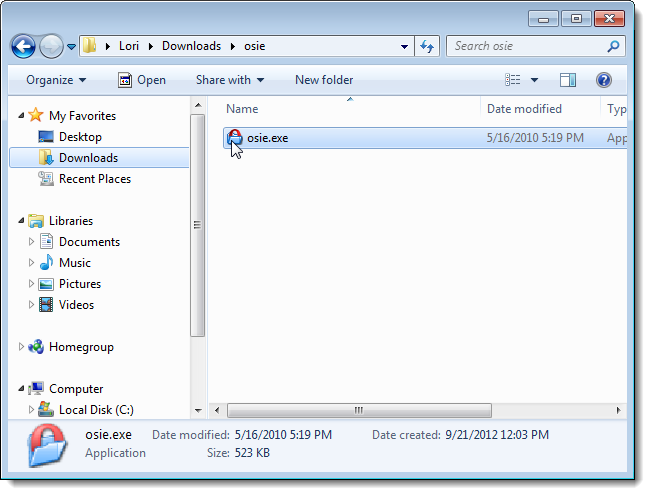 Lori Downloads osie Search osie
Organize Open Share with New folder
Name Date modified Typ
My Favorites
Desktop
Downloads
Recent Places
Libraries
Documents
Music
Pictures
Videos
Homegroup
Computer
Local Disk (C:)
osie.exe 5/16/2010 5:19 PM App
osie.exe Date modified: 5/16/2010 5:19 PM Date created: 9/21/2012 12:03 PM
Application Size: 523 KB